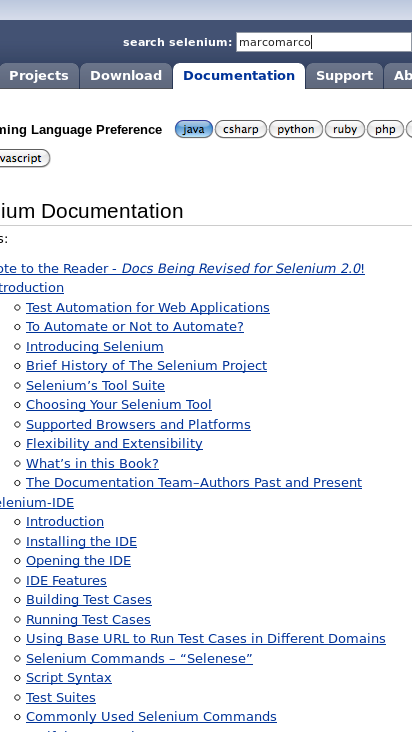 search selenium: marcomarco
Projects Download Documentation Support Ab
ming Language Preference java csharp python ruby php
vascript
ium Documentation
s:
ote to the Reader - Docs Being Revised for Selenium 2.0!
troduction
Test Automation for Web Applications
To Automate or Not to Automate?
Introducing Selenium
Brief History of The Selenium Project
Selenium’s Tool Suite
Choosing Your Selenium Tool
Supported Browsers and Platforms
Flexibility and Extensibility
What’s in this Book?
The Documentation Team–Authors Past and Present
elenium-IDE
Introduction
Installing the IDE
Opening the IDE
IDE Features
Building Test Cases
Running Test Cases
Using Base URL to Run Test Cases in Different Domains
Selenium Commands – “Selenese”
Script Syntax
Test Suites
Commonly Used Selenium Commands